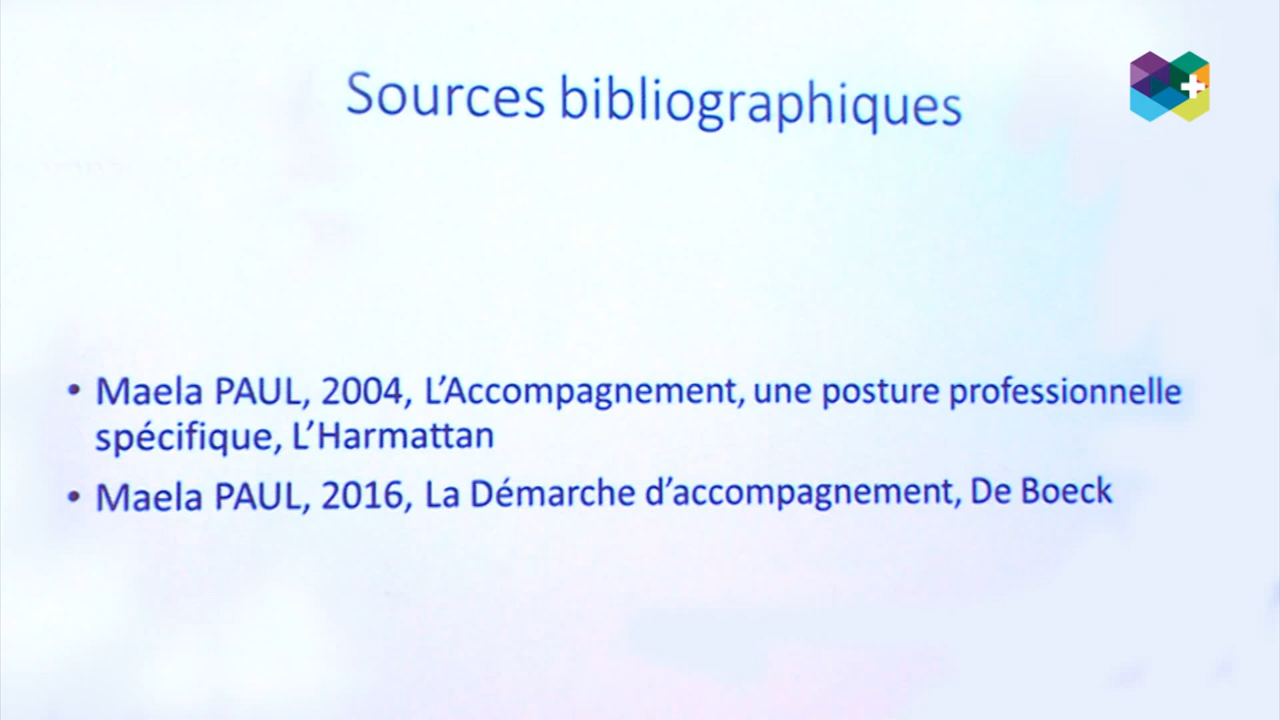 Sources bibliographiques
• Maela PAUL, 2004, L’Accompagnement, une posture professionnelle
spécifique, L’Harmattan
• Maela PAUL, 2016, La Démarche d’accompagnement, De Boeck